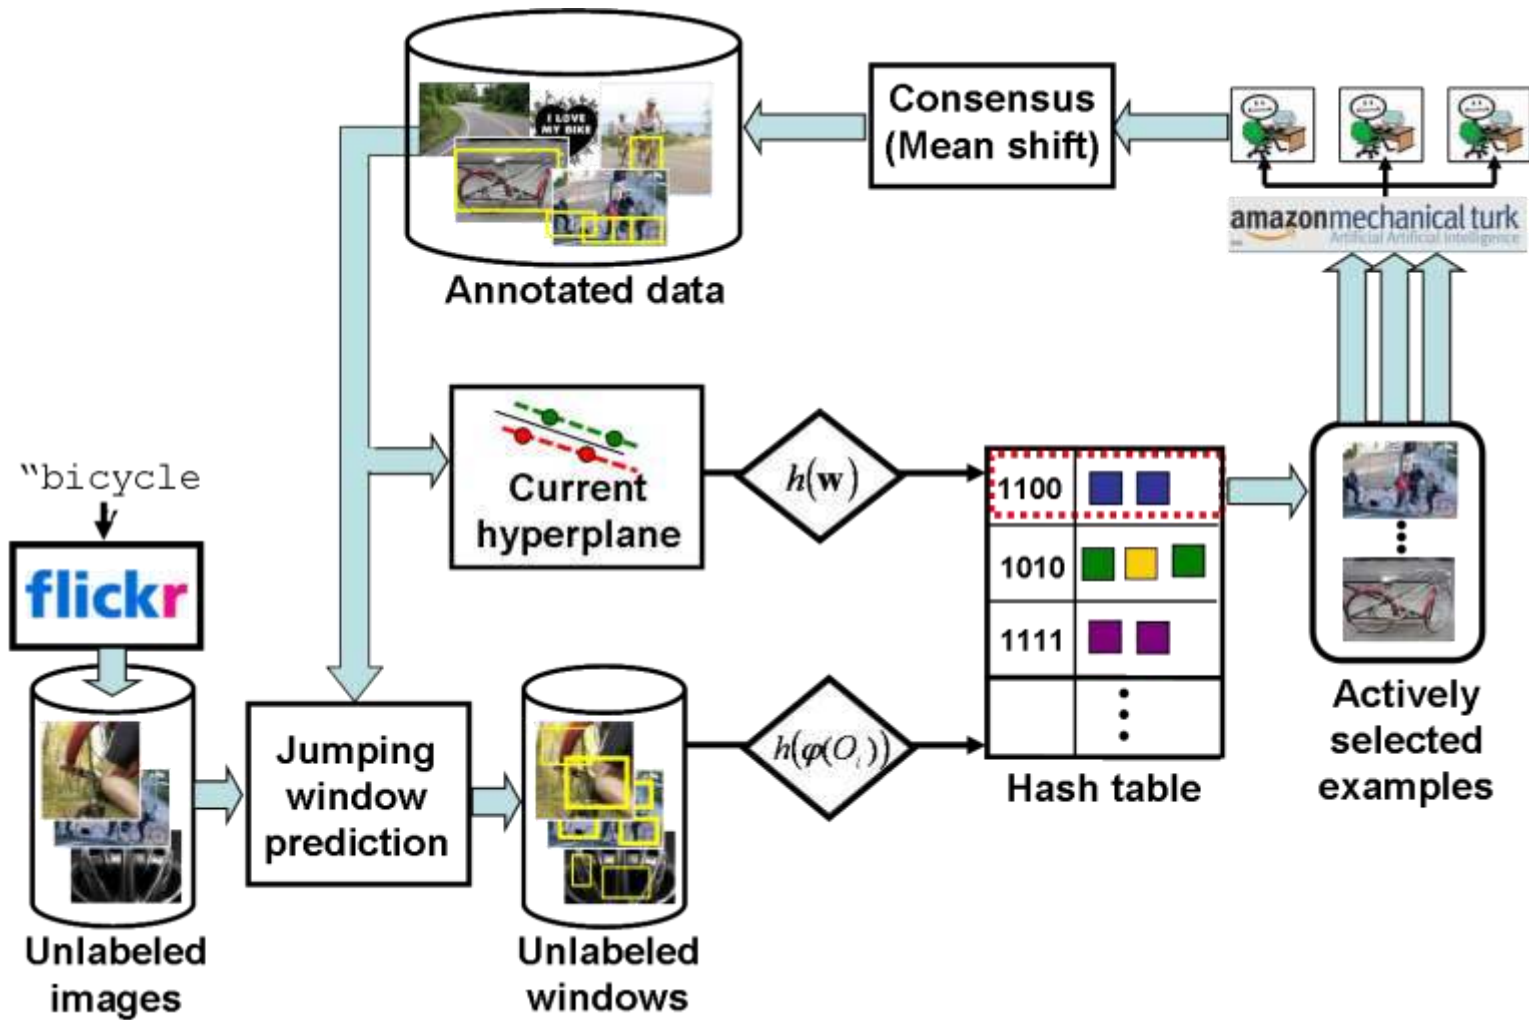 I LOVE
MY BIKE
Annotated data
Consensus
(Mean shift)
amazonmechanical turk
Artificial Artificial Intelligence
Current
hyperplane
h(w)
1100
1010
1111
Hash table
Actively
selected
examples
"bicycle
"
flickr
Unlabeled
images
Jumping
window
prediction
Unlabeled
windows
h(φ(Oᵢ))